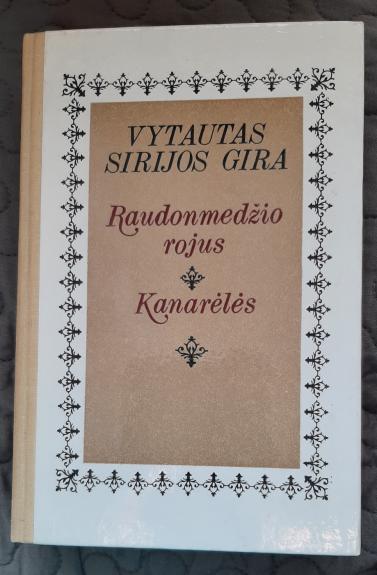 VYTAUTAS
SIRIJOS GIRA
Raudonmedžio
rojus
Kanarėlės